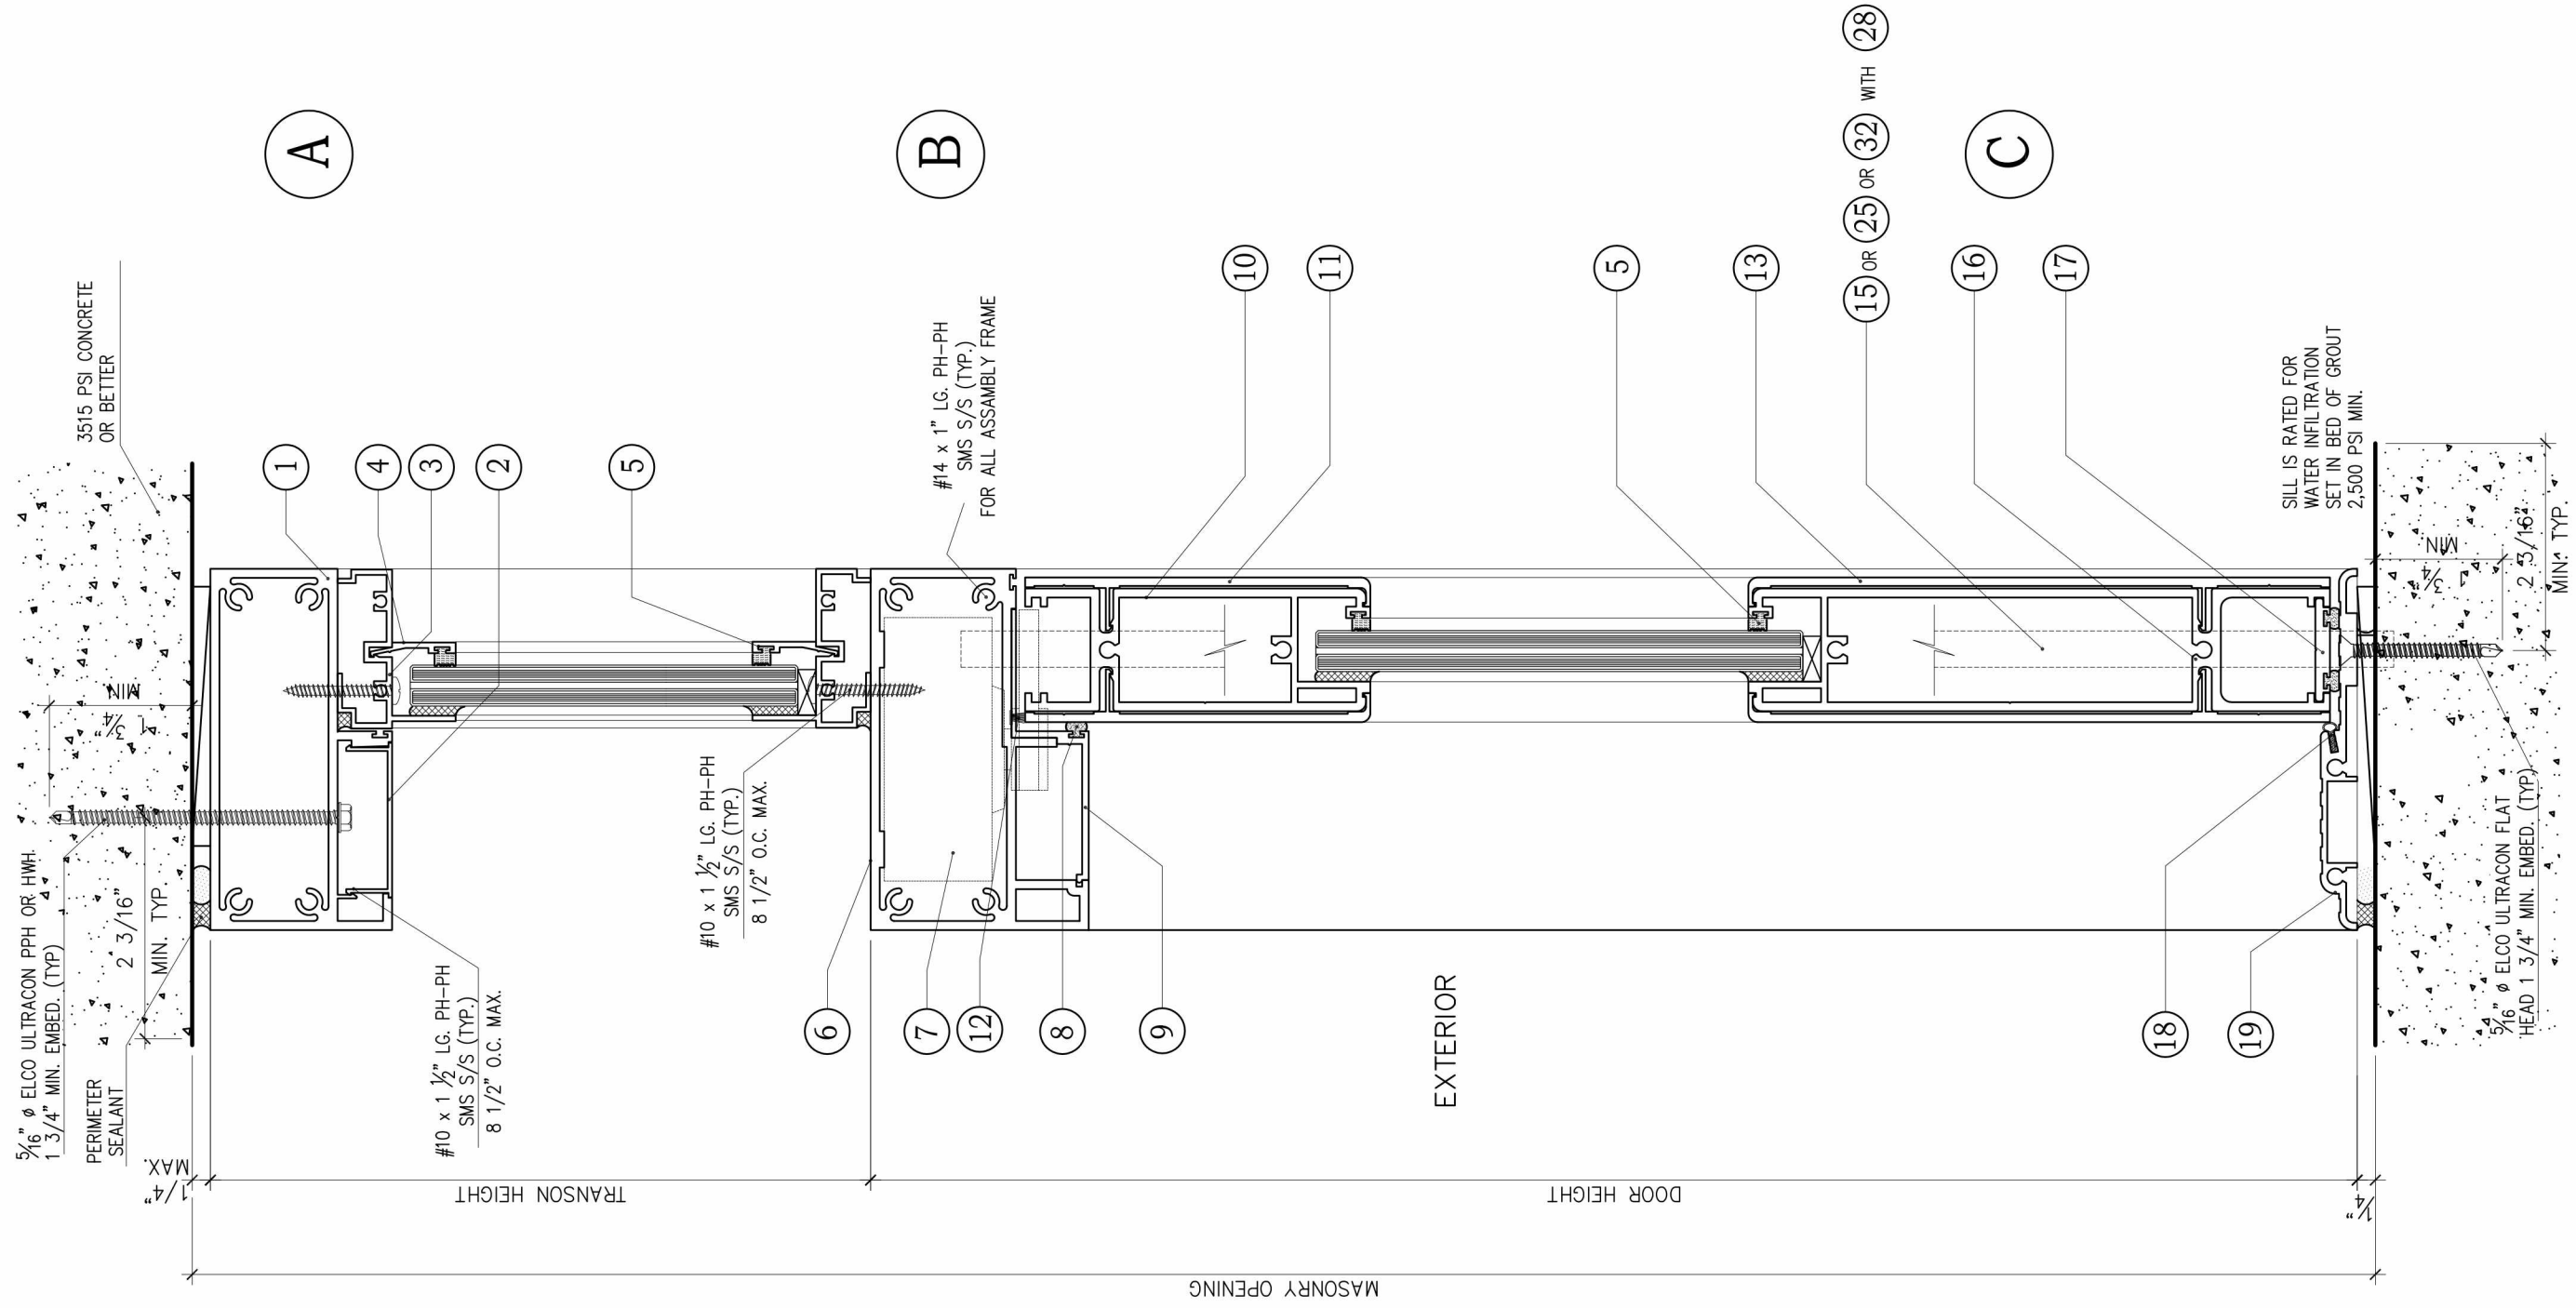 5/16" ø ELCO ULTRACON PPH OR HWH
1 3/4" MIN. EMBED. (TYP)
PERIMETER
SEALANT
2 3/16"
MIN. TYP.
1 3/4"
MIN.
3515 PSI CONCRETE
OR BETTER
A
1
4
3
2
5
#10 x 1 1/2" LG. PH-PH
SMS S/S (TYP.)
8 1/2" O.C. MAX.
#10 x 1 1/2" LG. PH-PH
SMS S/S (TYP.)
8 1/2" O.C. MAX.
#14 x 1" LG. PH-PH
SMS S/S (TYP.)
FOR ALL ASSAMBLY FRAME
B
6
7
12
8
9
10
11
5
13
15 OR 25 OR 32 WITH 28
16
17
C
EXTERIOR
18
19
SILL IS RATED FOR
WATER INFILTRATION
SET IN BED OF GROUT
2,500 PSI MIN.
1 3/4"
MIN.
2 3/16"
MIN. TYP.
5/16" ø ELCO ULTRACON FLAT
HEAD 1 3/4" MIN. EMBED. (TYP.)
1/4"
MAX.
TRANSON HEIGHT
DOOR HEIGHT
1/4"
MASONRY OPENING